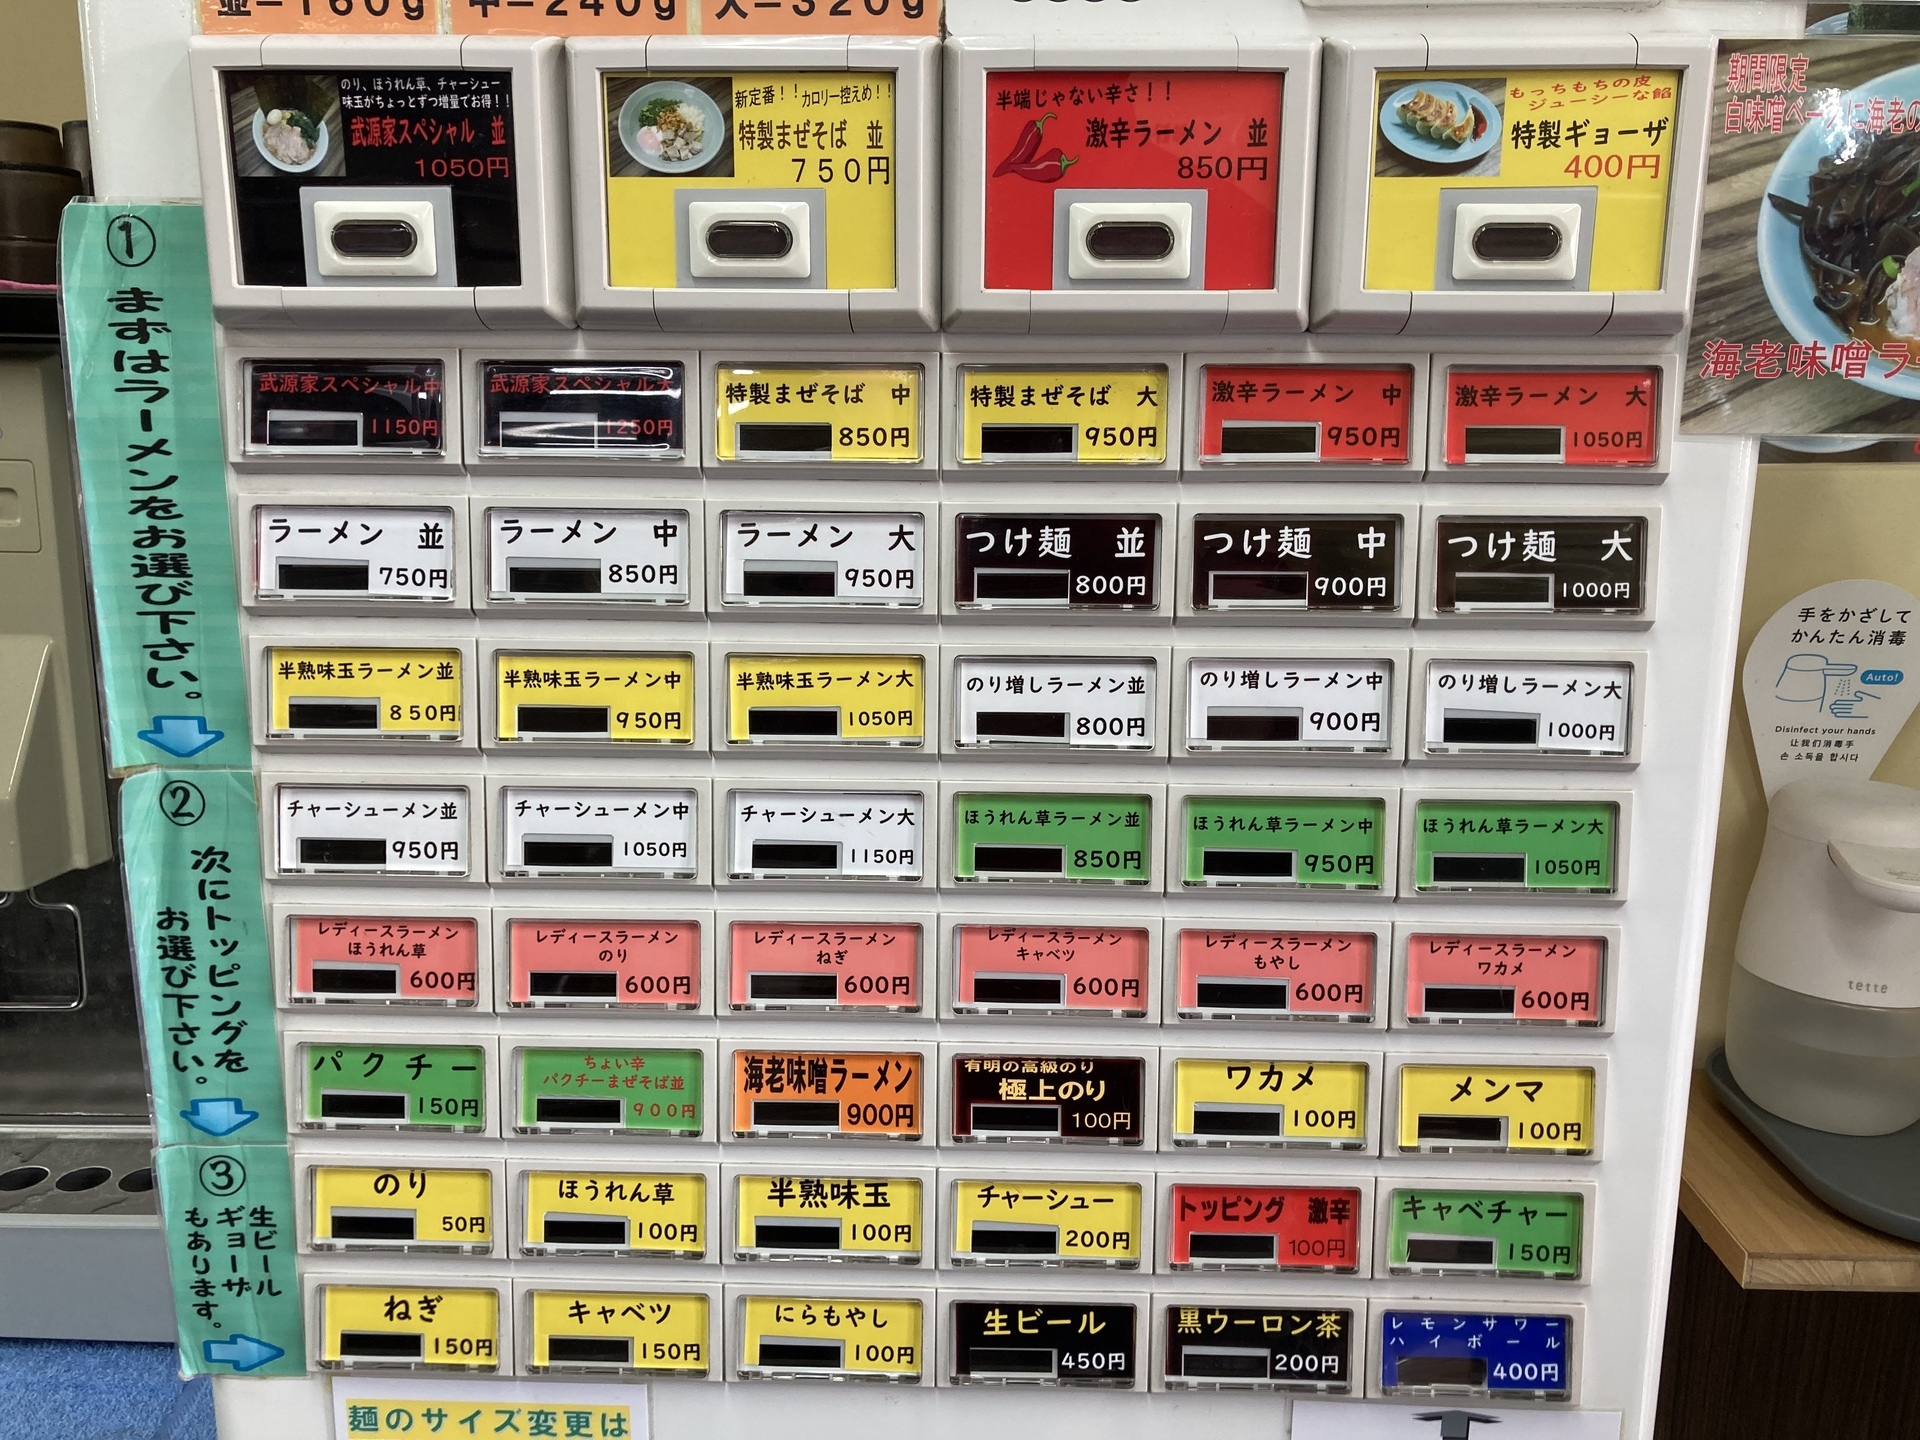 並=160g 中=240g 大=320g
のり、ほうれん草、チャーシュー
味玉がちょっとずつ増量でお得!!
武源家スペシャル 並
1050円
新定番!!カロリー控えめ!!
特製まぜそば 並
750円
半端じゃない辛さ!!
激辛ラーメン 並
850円
もっちもちの皮
ジューシーな餡
特製ギョーザ
400円
期間限定
白味噌ベースに海老の
海老味噌ラ
①
まずはラーメンをお選び下さい。
②
次にトッピングを
お選び下さい。
③
生ビール
ギョーザ
もあります。
武源家スペシャル中
1150円
武源家スペシャル大
1250円
特製まぜそば 中
850円
特製まぜそば 大
950円
激辛ラーメン 中
950円
激辛ラーメン 大
1050円
ラーメン 並
750円
ラーメン 中
850円
ラーメン 大
950円
つけ麺 並
800円
つけ麺 中
900円
つけ麺 大
1000円
半熟味玉ラーメン並
850円
半熟味玉ラーメン中
950円
半熟味玉ラーメン大
1050円
のり増しラーメン並
800円
のり増しラーメン中
900円
のり増しラーメン大
1000円
チャーシューメン並
950円
チャーシューメン中
1050円
チャーシューメン大
1150円
ほうれん草ラーメン並
850円
ほうれん草ラーメン中
950円
ほうれん草ラーメン大
1050円
レディースラーメン
ほうれん草
600円
レディースラーメン
のり
600円
レディースラーメン
ねぎ
600円
レディースラーメン
キャベツ
600円
レディースラーメン
もやし
600円
レディースラーメン
ワカメ
600円
パクチー
150円
ちょい辛
パクチーまぜそば並
900円
海老味噌ラーメン
900円
有明の高級のり
極上のり
100円
ワカメ
100円
メンマ
100円
のり
50円
ほうれん草
100円
半熟味玉
100円
チャーシュー
200円
トッピング 激辛
100円
キャベチャー
150円
ねぎ
150円
キャベツ
150円
にらもやし
100円
生ビール
450円
黒ウーロン茶
200円
レモンサワー
ハイボール
400円
麺のサイズ変更は
手をかざして
かんたん消毒
Auto!
Disinfect your hands
让我们消毒手
손 소독을 합시다
tette